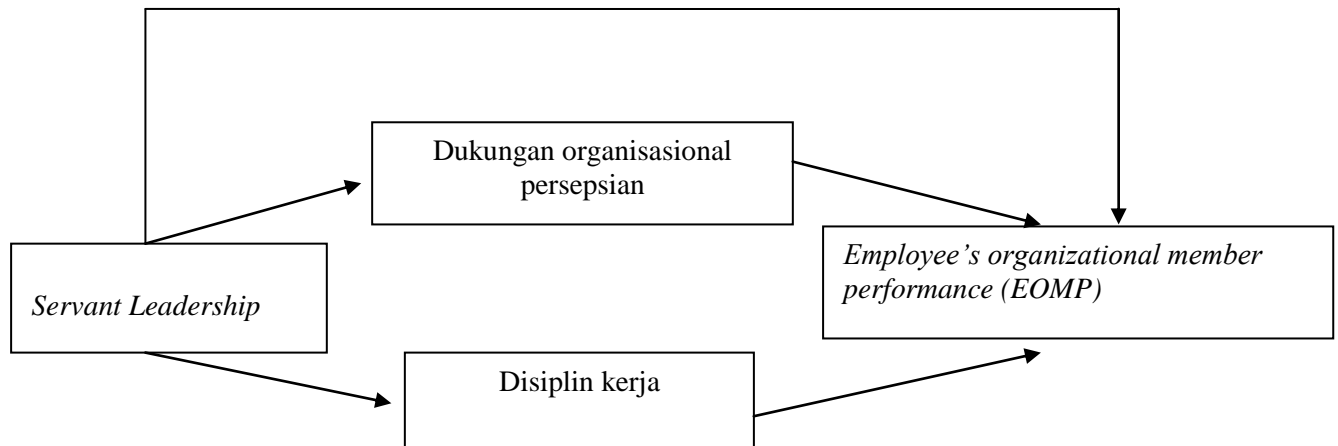 Dukungan organisasional
persepsian
Servant Leadership
Employee’s organizational member
performance (EOMP)
Disiplin kerja